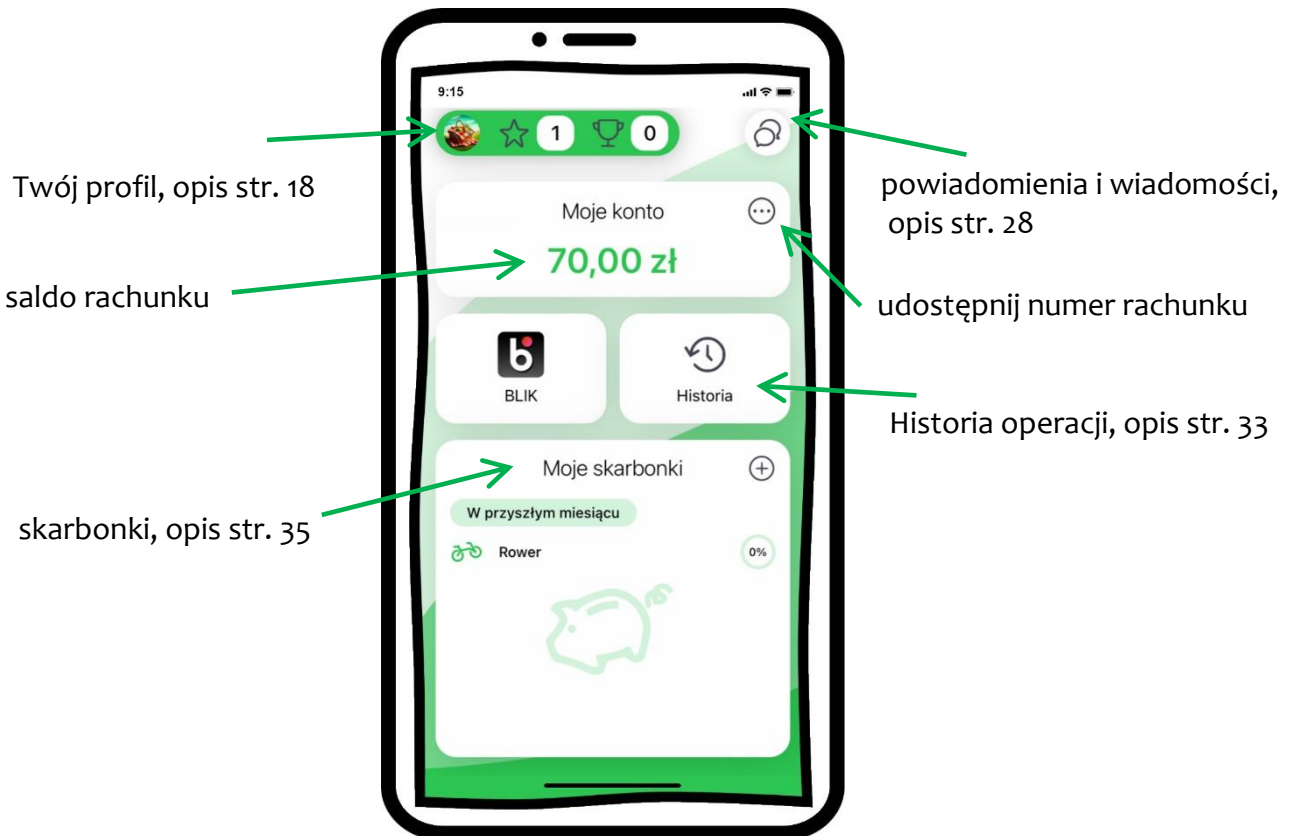 9:15
1
0
Twój profil, opis str. 18
powiadomienia i wiadomości,
opis str. 28
Moje konto
70,00 zł
saldo rachunku
udostępnij numer rachunku
b
BLIK
Historia
Historia operacji, opis str. 33
Moje skarbonki
skarbonki, opis str. 35
W przyszłym miesiącu
Rower
0%